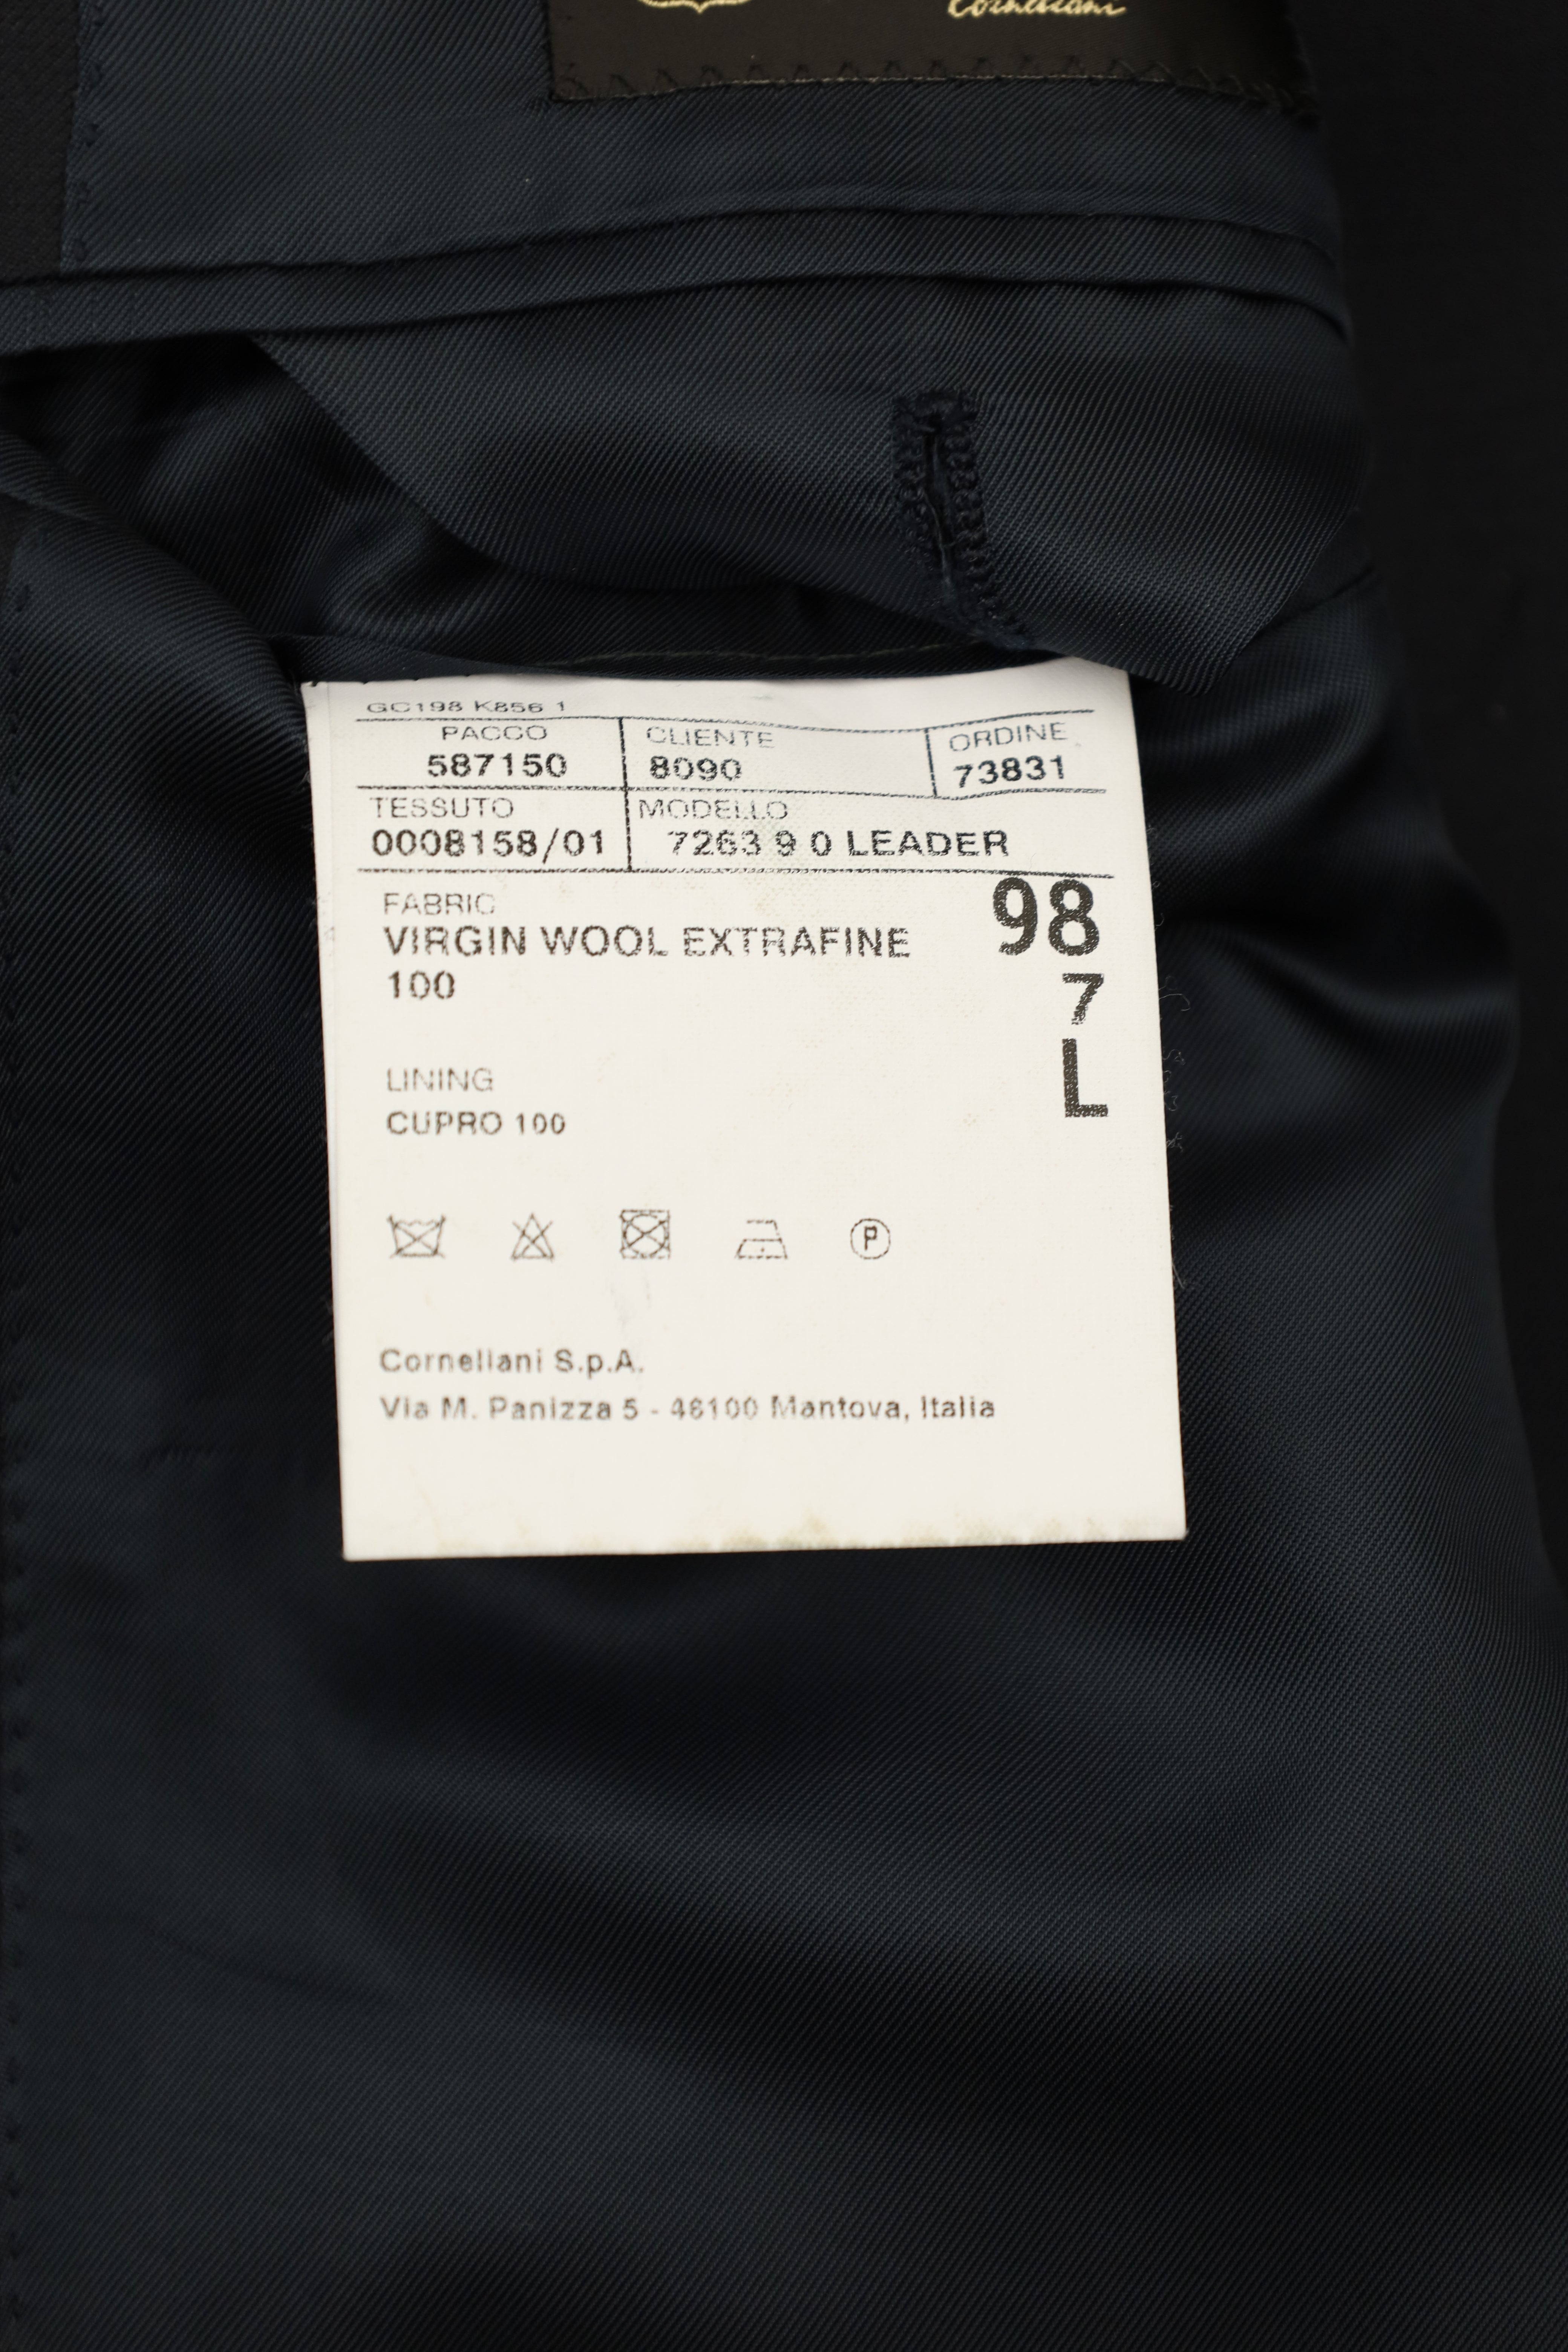 Corneliani
GC198 K856 1
PACCO CLIENTE ORDINE
587150 8090 73831
TESSUTO MODELLO
0008158/01 7263 9 0 LEADER
FABRIC
VIRGIN WOOL EXTRAFINE 98
100 7
L
LINING
CUPRO 100
P
Corneliani S.p.A.
Via M. Panizza 5 - 46100 Mantova, Italia